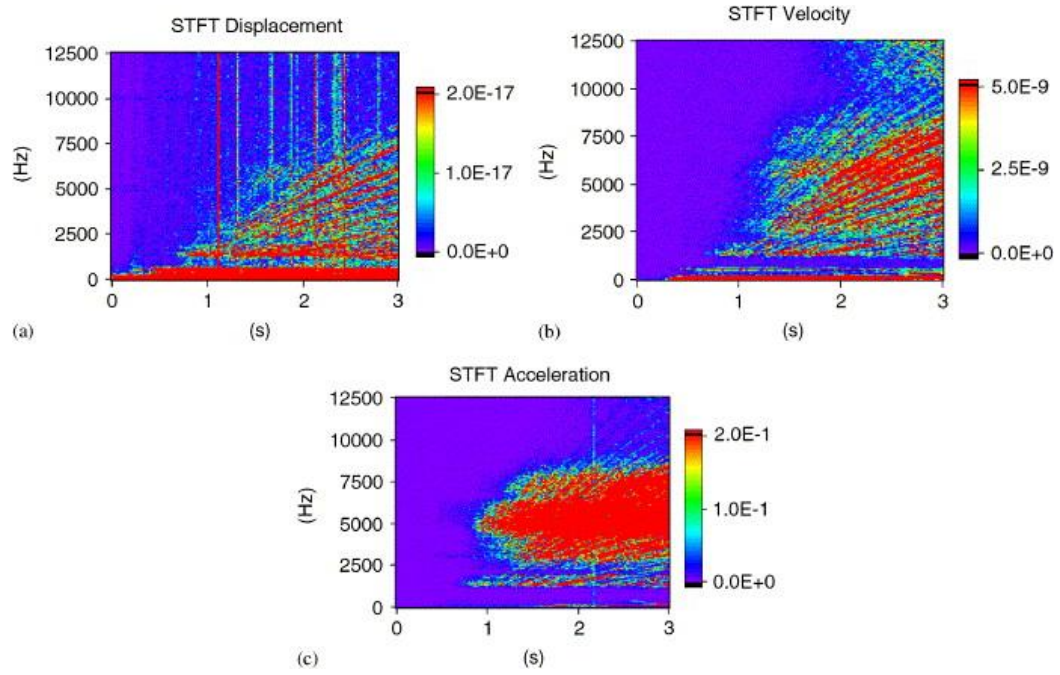 STFT Displacement
12500
10000
7500
5000
2500
0
(Hz)
0 1 2 3
(s)
2.0E-17
1.0E-17
0.0E+0
(a)
STFT Velocity
12500
10000
7500
5000
2500
0
(Hz)
0 1 2 3
(s)
5.0E-9
2.5E-9
0.0E+0
(b)
STFT Acceleration
12500
10000
7500
5000
2500
0
(Hz)
0 1 2 3
(s)
2.0E-1
1.0E-1
0.0E+0
(c)